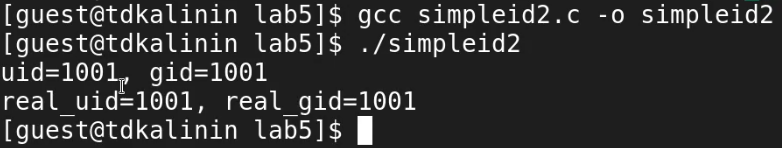 [guest@tdkalinin lab5]$ gcc simpleid2.c -o simpleid2
[guest@tdkalinin lab5]$ ./simpleid2
uid=1001, gid=1001
real_uid=1001, real_gid=1001
[guest@tdkalinin lab5]$